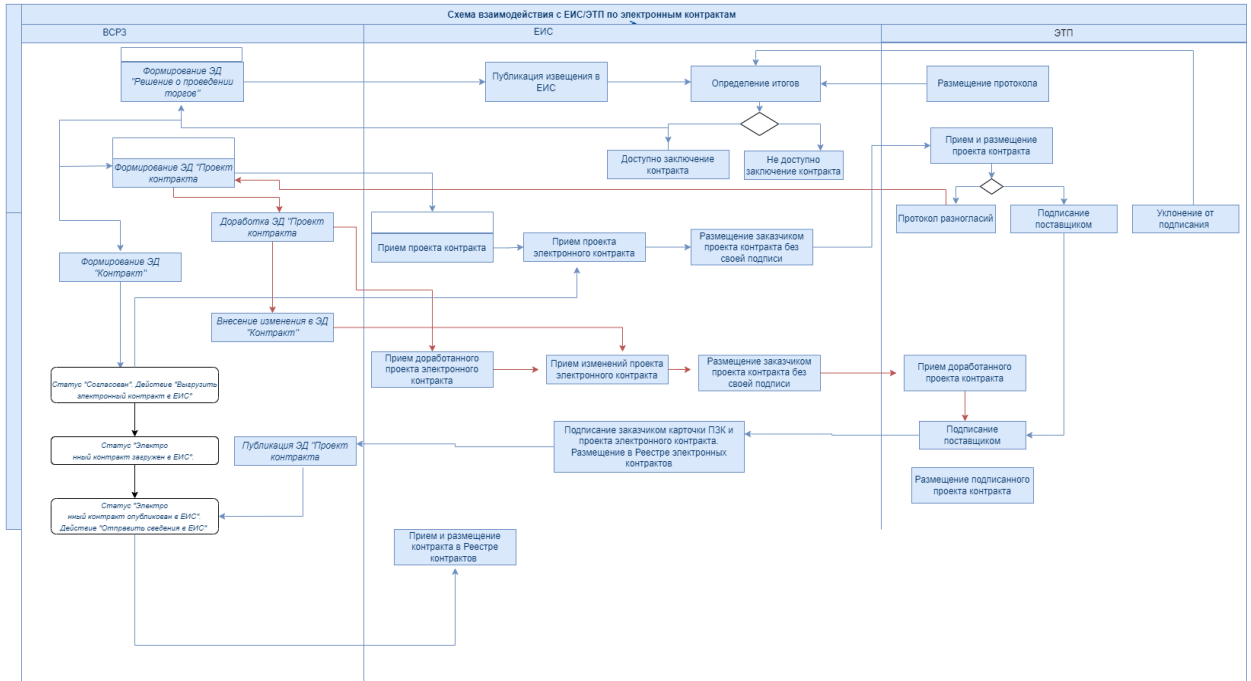 Схема взаимодействия с ЕИС/ЭТП по электронным контрактам
ВСРЗ
ЕИС
ЭТП
Формирование ЭД
"Решение о проведении
торгов"
Публикация извещения в
ЕИС
Определение итогов
Размещение протокола
Доступно заключение
контракта
Не доступно
заключение контракта
Прием и размещение
проекта контракта
Формирование ЭД "Проект
контракта
Доработка ЭД "Проект
контракта
Прием проекта контракта
Прием проекта
электронного контракта
Размещение заказчиком
проекта контракта без
своей подписи
Протокол разногласий
Подписание
поставщиком
Уклонение от
подписания
Формирование ЭД
"Контракт"
Внесение изменения в ЭД
"Контракт"
Прием доработанного
проекта электронного
контракта
Прием изменений проекта
электронного контракта
Размещение заказчиком
проекта контракта без
своей подписи
Прием доработанного
проекта контракта
Статус "Согласован". Действие "Выгрузить
электронный контракт в ЕИС"
Статус "Электро
нный контракт загружен в ЕИС".
Публикация ЭД "Проект
контракта
Подписание заказчиком карточки ПЗК и
проекта электронного контракта.
Размещение в Реестре электронных
контрактов
Подписание
поставщиком
Размещение подписанного
проекта контракта
Статус "Электро
нный контракт опубликован в ЕИС".
Действие "Отправить сведения в ЕИС"
Прием и размещение
контракта в Реестре
контрактов